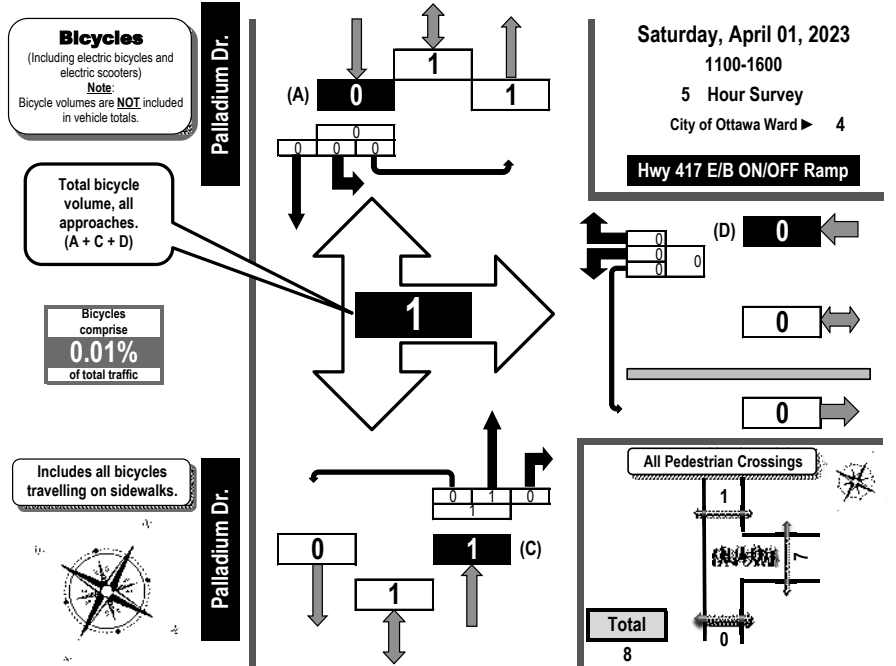 Bicycles
(Including electric bicycles and
electric scooters)
Note:
Bicycle volumes are NOT included
in vehicle totals.
Palladium Dr.
(A)
0
1
1
0
0
0
0
Saturday, April 01, 2023
1100-1600
5 Hour Survey
City of Ottawa Ward ► 4
Hwy 417 E/B ON/OFF Ramp
Total bicycle
volume, all
approaches.
(A + C + D)
1
0
0
0
0
(D)
0
0
0
Bicycles
comprise
0.01%
of total traffic
Includes all bicycles
travelling on sidewalks.
Palladium Dr.
0
1
0
1
0
1
(C)
1
All Pedestrian Crossings
1
7
0
Total
8